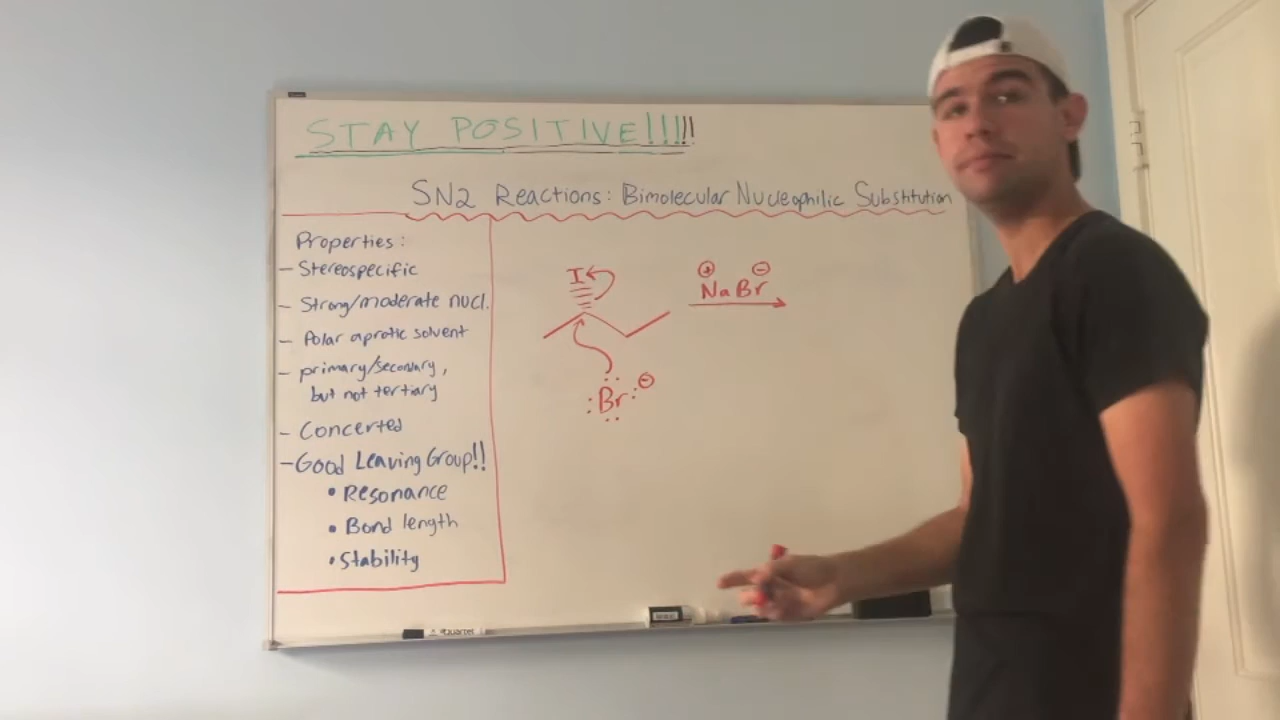 STAY POSITIVE!!!!!
SN2 Reactions: Bimolecular Nucleophilic Substitution
Properties:
- Stereospecific
- Strong/moderate nucl.
- Polar aprotic solvent
- primary/secondary,
but not tertiary
- Concerted
- Good Leaving Group!!
• Resonance
• Bond length
• Stability
I
⊕ ⊖
NaBr
:Br: ⊖
Quartet